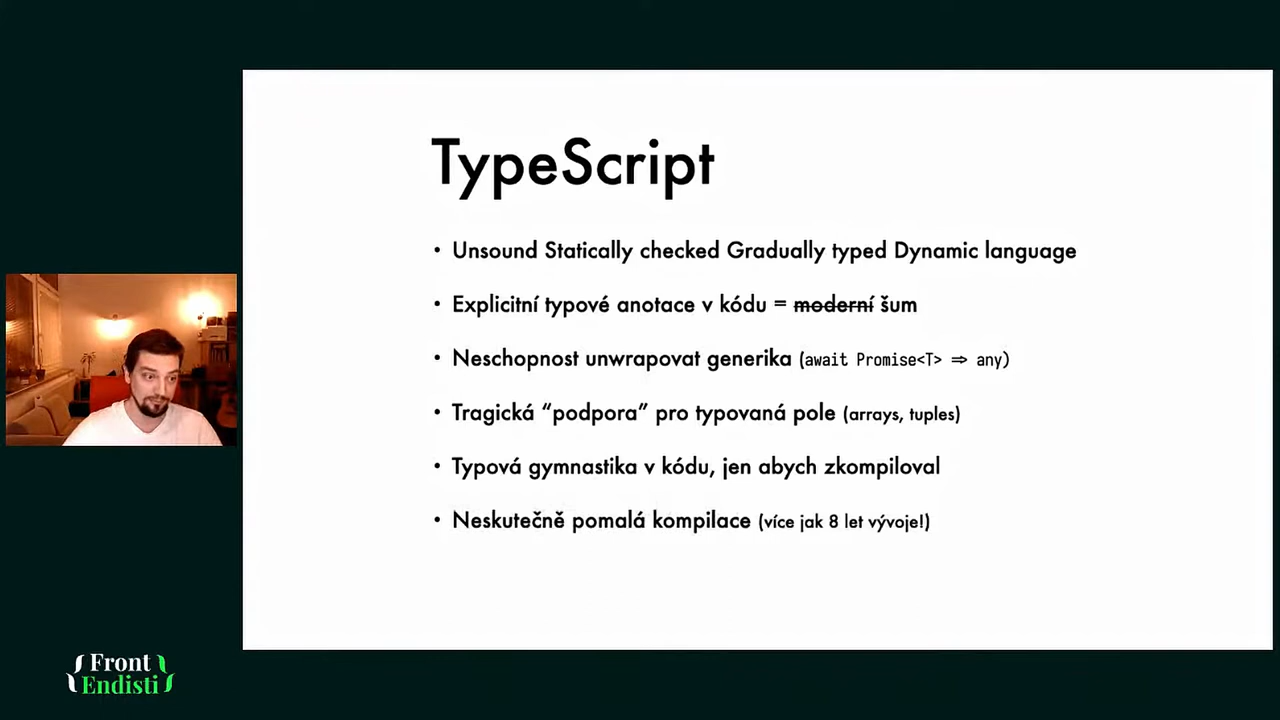 TypeScript
• Unsound Statically checked Gradually typed Dynamic language
• Explicitní typové anotace v kódu = moderní šum
• Neschopnost unwrapovat generika (await Promise<T> ⇒ any)
• Tragická “podpora” pro typovaná pole (arrays, tuples)
• Typová gymnastika v kódu, jen abych zkompiloval
• Neskutečně pomalá kompilace (více jak 8 let vývoje!)
{Front
Endisti}